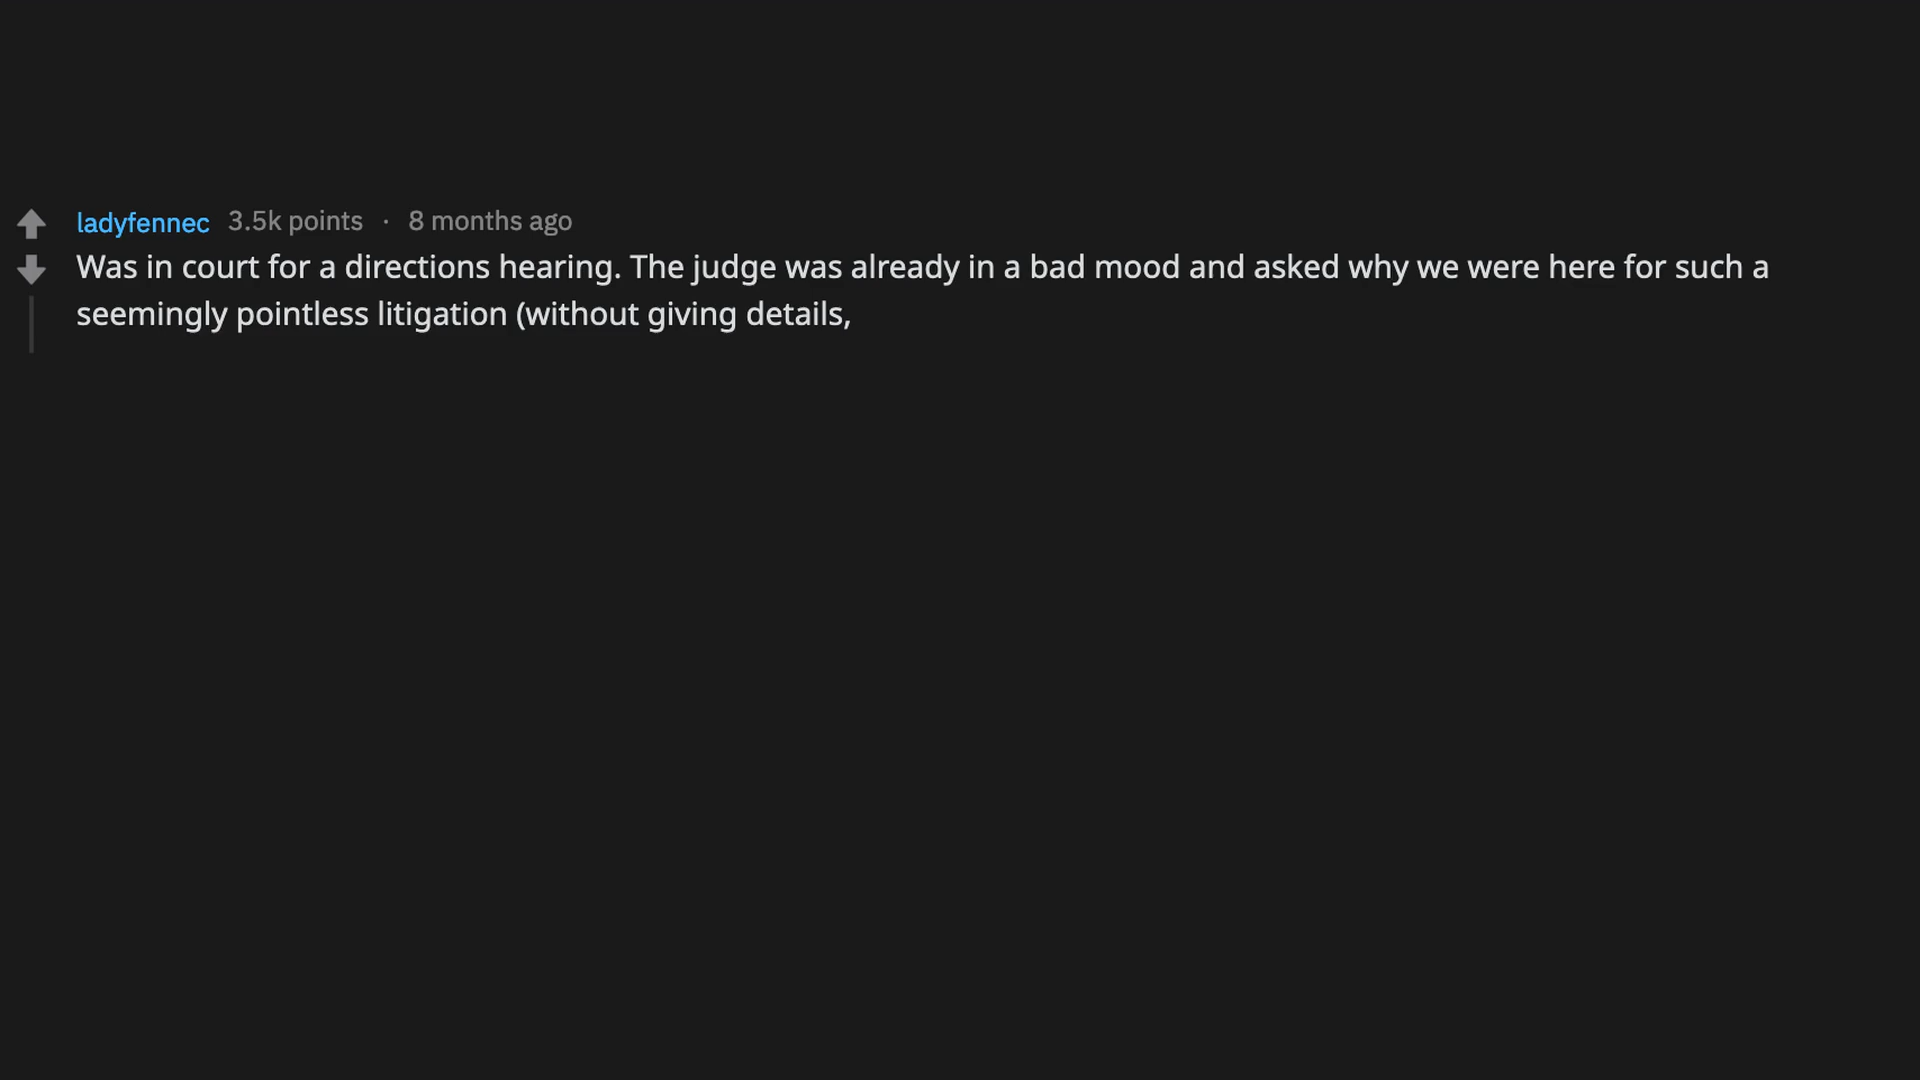 ladyfennec 3.5k points · 8 months ago
Was in court for a directions hearing. The judge was already in a bad mood and asked why we were here for such a
seemingly pointless litigation (without giving details,